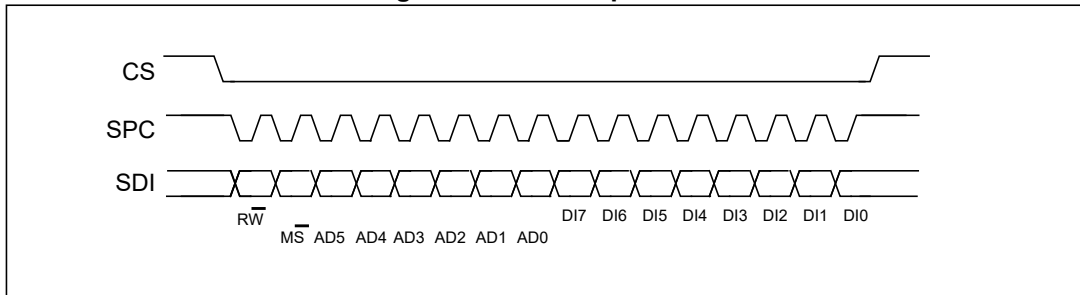 CS
SPC
SDI
RW DI7 DI6 DI5 DI4 DI3 DI2 DI1 DI0
MS AD5 AD4 AD3 AD2 AD1 AD0